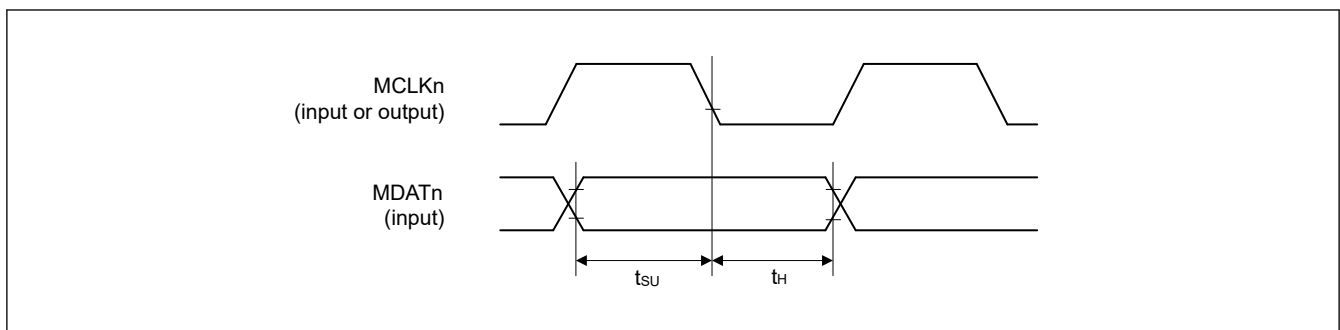 MCLKn
(input or output)
MDATn
(input)
tSU
tH